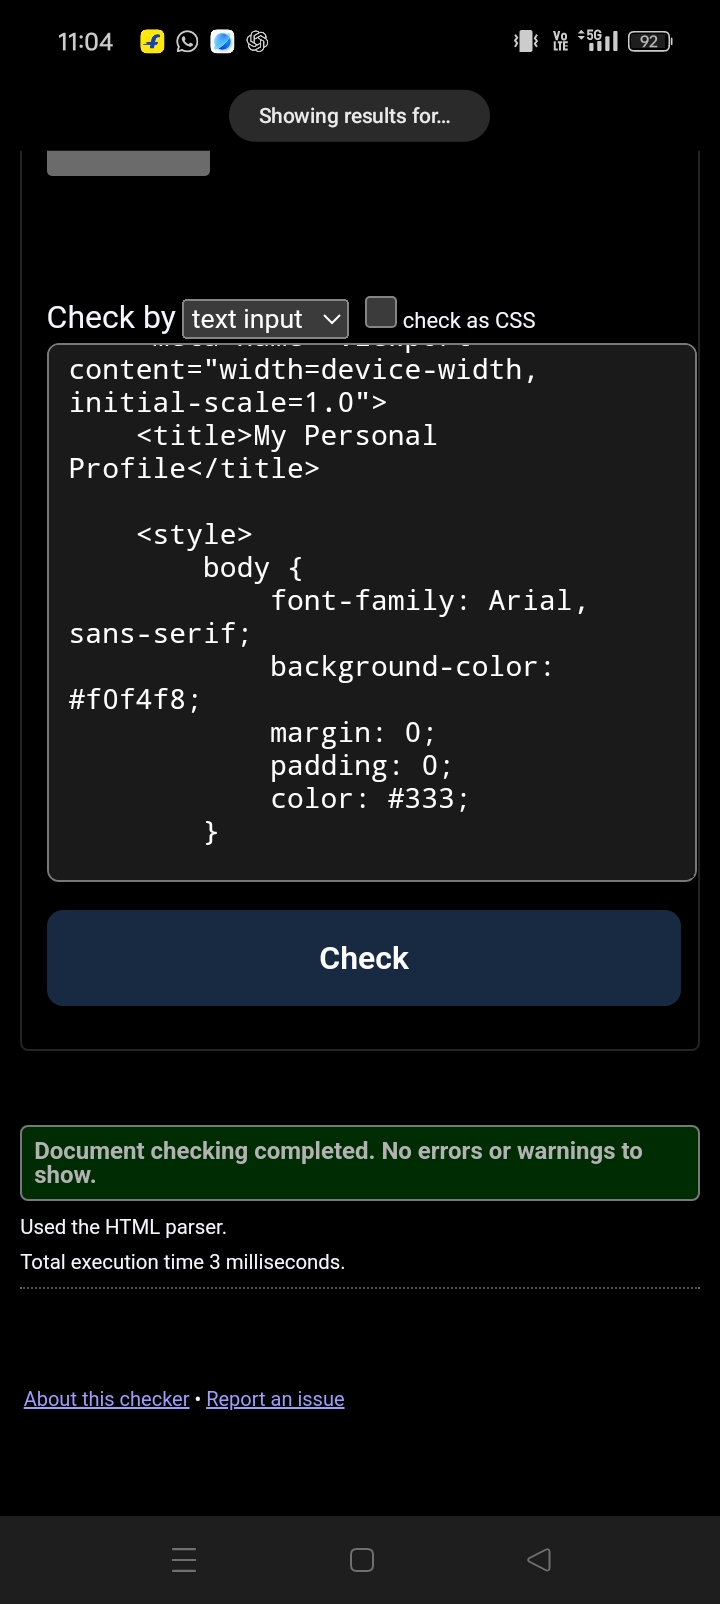 11:04
Vo
LTE
5G
92
Showing results for...
Check by text input check as CSS
content="width=device-width,
initial-scale=1.0">
<title>My Personal
Profile</title>
<style>
body {
font-family: Arial,
sans-serif;
background-color:
#f0f4f8;
margin: 0;
padding: 0;
color: #333;
}
Check
Document checking completed. No errors or warnings to
show.
Used the HTML parser.
Total execution time 3 milliseconds.
About this checker • Report an issue